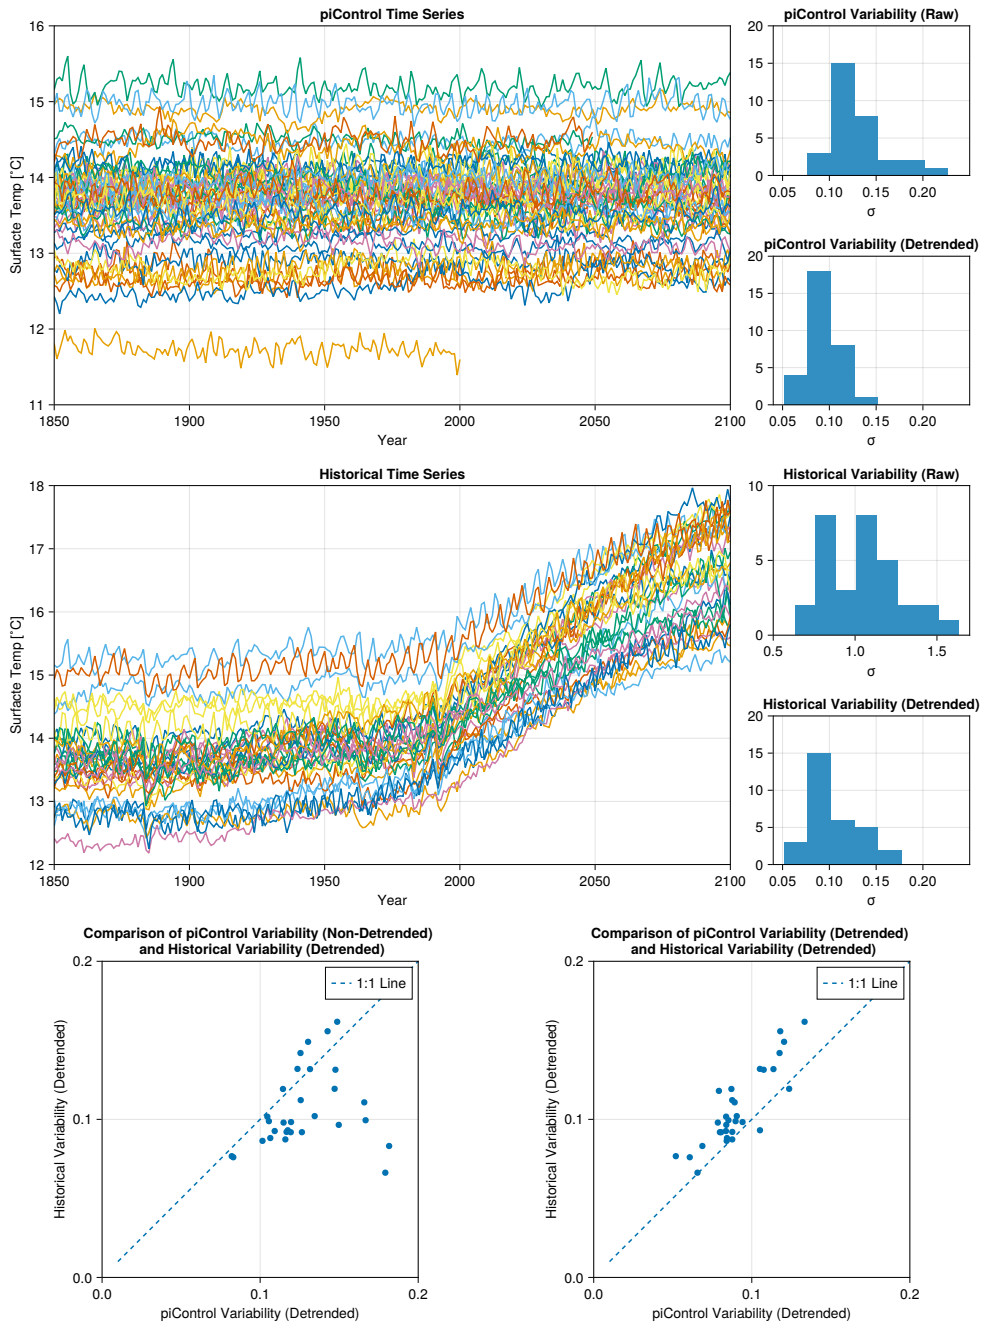 piControl Time Series
16
15
14
13
12
11
Surfacte Temp [°C]
1850 1900 1950 2000 2050 2100
Year
piControl Variability (Raw)
20
15
10
5
0
0.05 0.10 0.15 0.20
σ
piControl Variability (Detrended)
20
15
10
5
0
0.05 0.10 0.15 0.20
σ
Historical Time Series
18
17
16
15
14
13
12
Surfacte Temp [°C]
1850 1900 1950 2000 2050 2100
Year
Historical Variability (Raw)
10
5
0
0.5 1.0 1.5
σ
Historical Variability (Detrended)
20
15
10
5
0
0.05 0.10 0.15 0.20
σ
Comparison of piControl Variability (Non-Detrended)
and Historical Variability (Detrended)
0.2
0.1
0.0
Historical Variability (Detrended)
1:1 Line
0.0 0.1 0.2
piControl Variability (Detrended)
Comparison of piControl Variability (Detrended)
and Historical Variability (Detrended)
0.2
0.1
0.0
Historical Variability (Detrended)
1:1 Line
0.0 0.1 0.2
piControl Variability (Detrended)